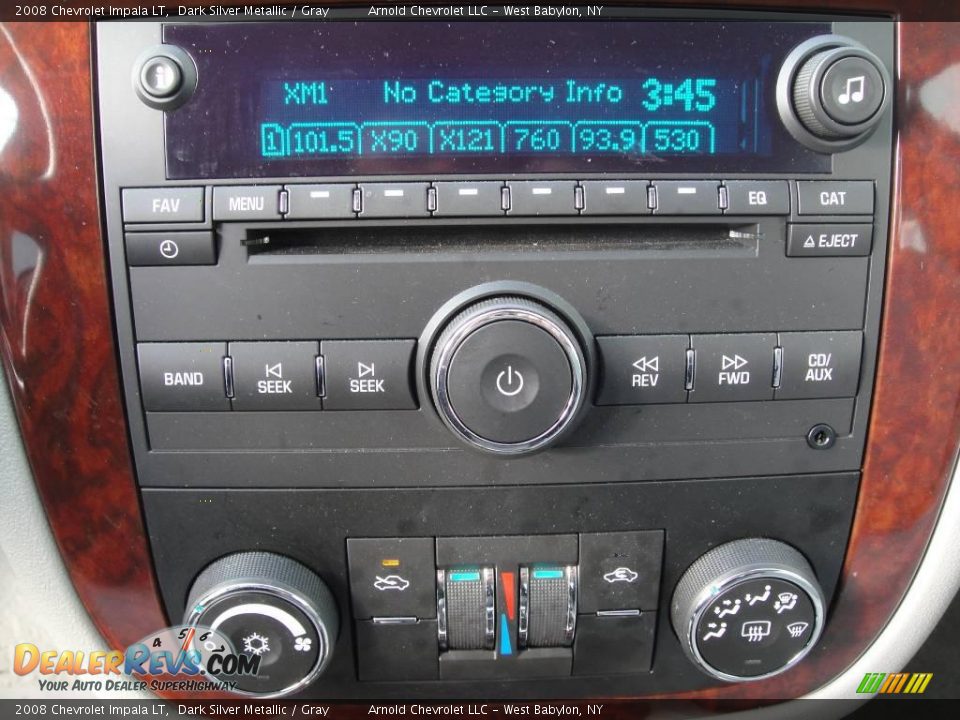 2008 Chevrolet Impala LT, Dark Silver Metallic / Gray Arnold Chevrolet LLC - West Babylon, NY
XM1 No Category Info 3:45
1 101.5 X90 X121 760 93.9 530
FAV MENU EQ CAT
EJECT
BAND SEEK SEEK REV FWD CD/
AUX
4 5 6
DEALERREVS.COM
YOUR AUTO DEALER SUPERHIGHWAY
2008 Chevrolet Impala LT, Dark Silver Metallic / Gray Arnold Chevrolet LLC - West Babylon, NY